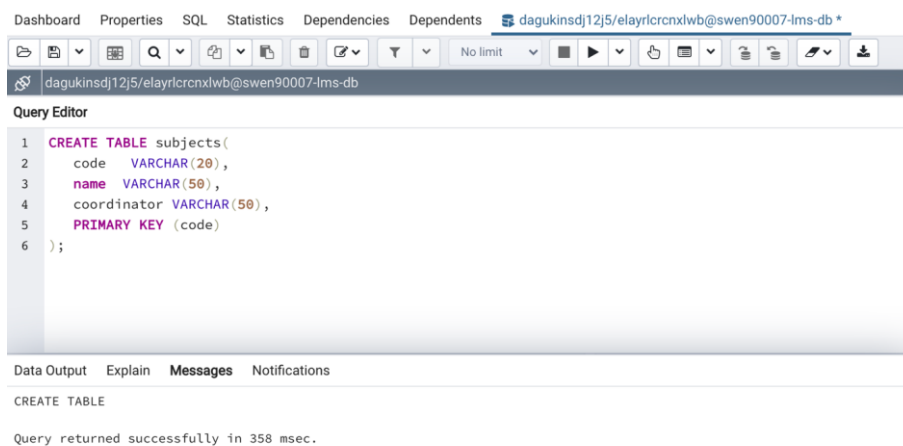 Dashboard Properties SQL Statistics Dependencies Dependents dagukinsdj12j5/elayrlcrcnxlwb@swen90007-lms-db *
No limit
dagukinsdj12j5/elayrlcrcnxlwb@swen90007-lms-db
Query Editor
1 CREATE TABLE subjects(
2 code VARCHAR(20),
3 name VARCHAR(50),
4 coordinator VARCHAR(50),
5 PRIMARY KEY (code)
6 );
Data Output Explain Messages Notifications
CREATE TABLE
Query returned successfully in 358 msec.